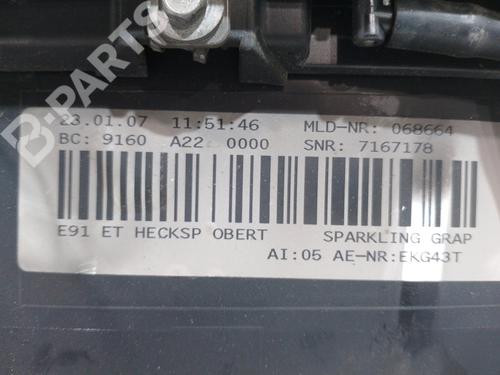 B-PARTS
23.01.07 11:51:46 MLD-NR: 068664
BC: 9160 A22 0000 SNR: 7167178
E91 ET HECKSP OBERT SPARKLING GRAP
AI:05 AE-NR:EKG43T